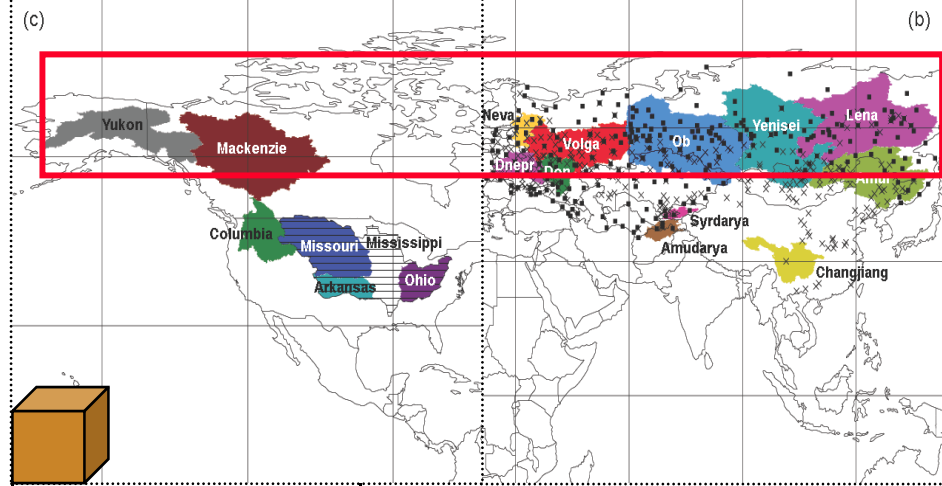 (c)
(b)
Yukon
Mackenzie
Neva
Volga
Ob
Yenisei
Lena
Dnepr
Don
Columbia
Missouri
Mississippi
Arkansas
Ohio
Syrdarya
Amudarya
Changjiang